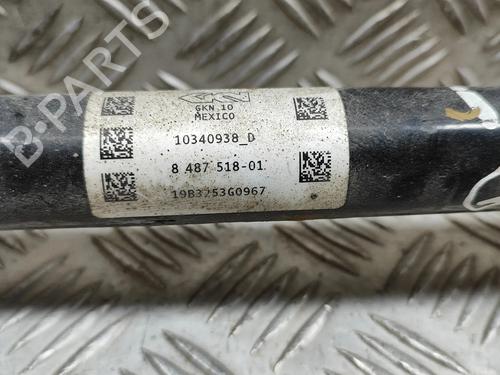 B-PARTS
GKN 10
MEXICO
10340938_D
8 487 518-01
19B3253G0967